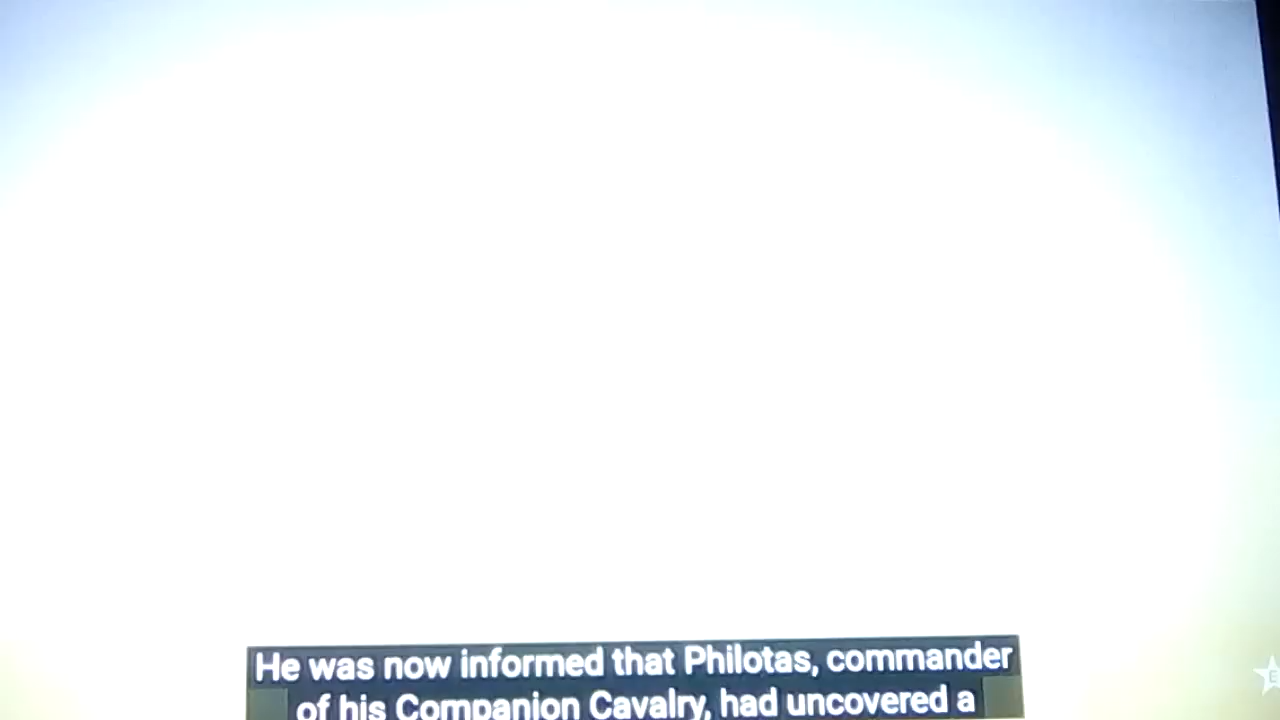 He was now informed that Philotas, commander
of his Companion Cavalry, had uncovered a
E